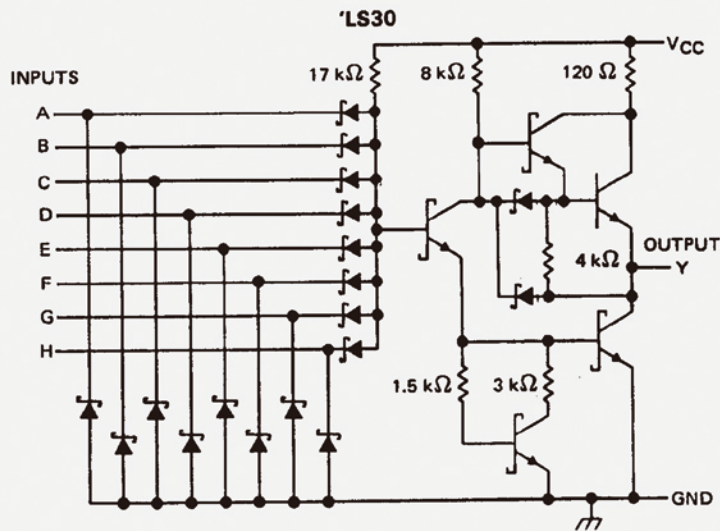 'LS30
VCC
INPUTS
17 kΩ
8 kΩ
120 Ω
A
B
C
D
E
OUTPUT
4 kΩ
Y
F
G
H
1.5 kΩ
3 kΩ
GND